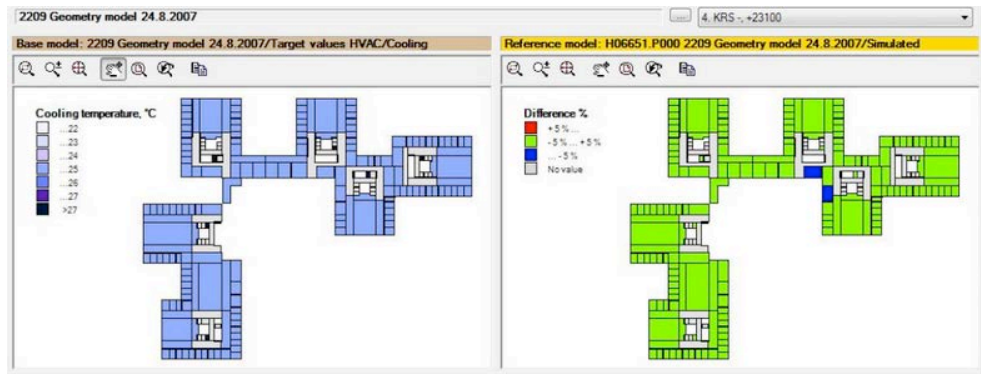 2209 Geometry model 24.8.2007
...
4. KRS -, +23100
Base model: 2209 Geometry model 24.8.2007/Target values HVAC/Cooling
Reference model: H06651.P000 2209 Geometry model 24.8.2007/Simulated
Cooling temperature, °C
...22
...23
...24
...25
...26
...27
>27
Difference %
+5 %...
-5 %... +5 %
... -5 %
No value